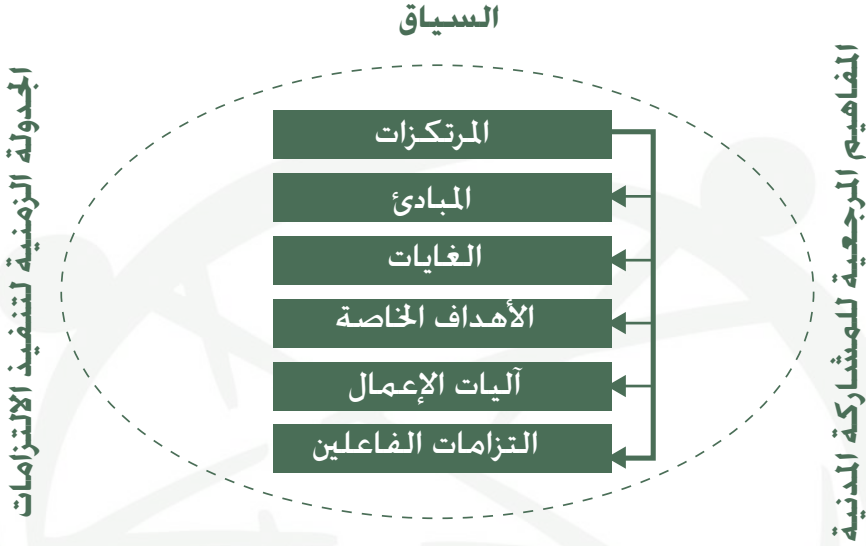 السياق
المفاهيم المرجعية للمشاركة المدنية
المرتكزات
المبادئ
الغايات
الأهداف الخاصة
آليات الإعمال
التزامات الفاعلين
الجدولة الزمنية لتنفيذ الالتزامات